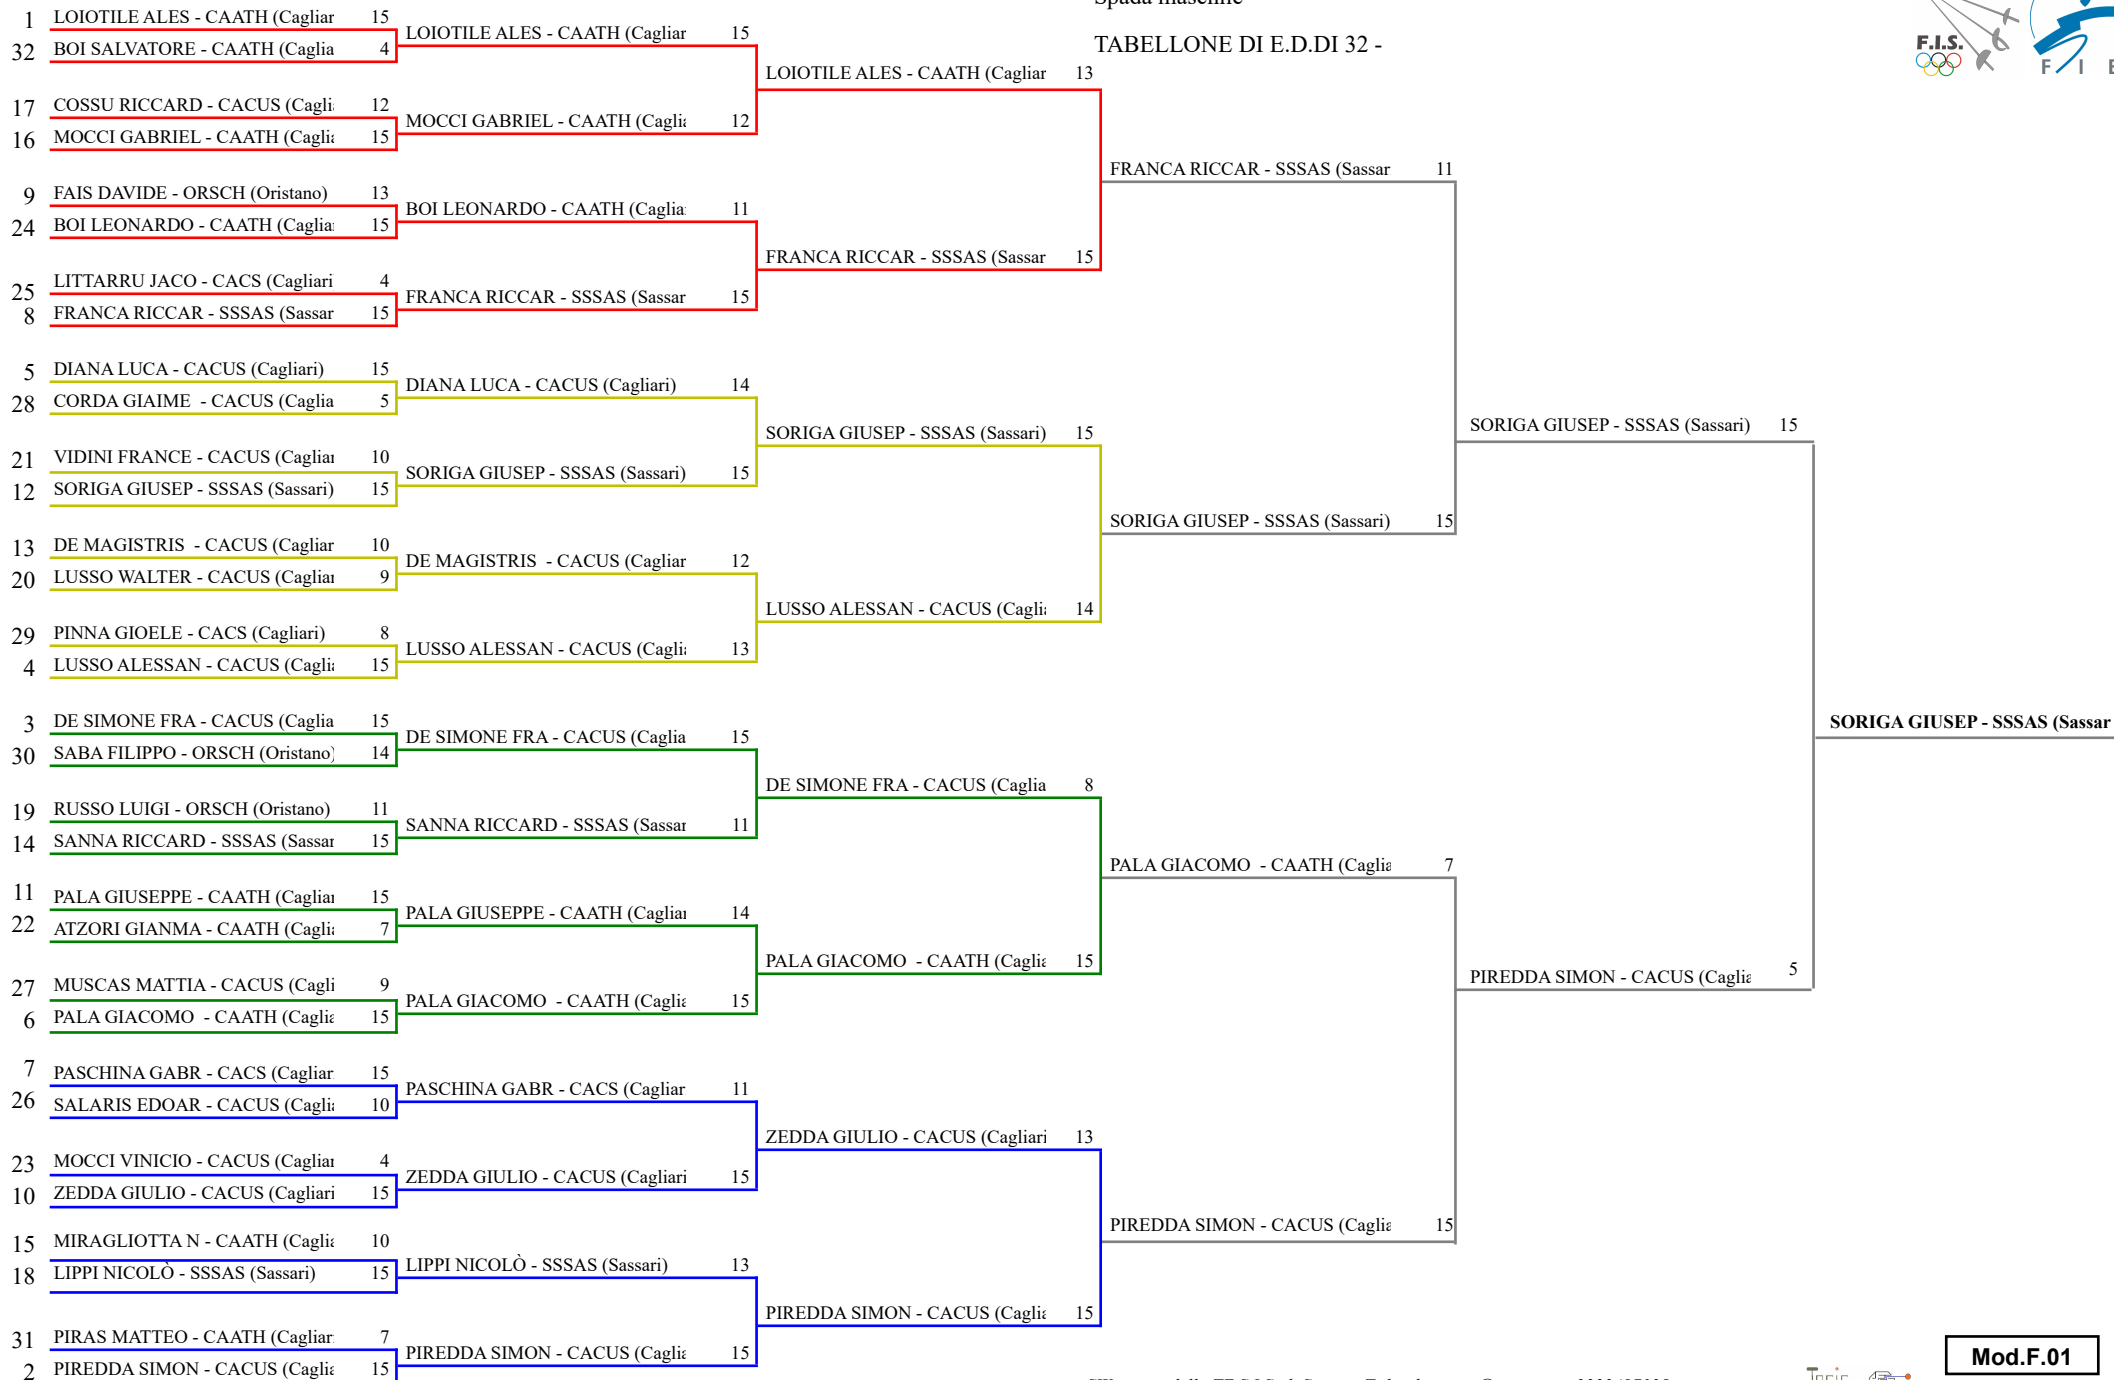 TABELLONE DI E.D.DI 32 -
F.I.S.
F I E
1 LOIOTILE ALES - CAATH (Cagliar 15
32 BOI SALVATORE - CAATH (Caglia 4
17 COSSU RICCARD - CACUS (Cagli 12
16 MOCCI GABRIEL - CAATH (Caglia 15
9 FAIS DAVIDE - ORSCH (Oristano) 13
24 BOI LEONARDO - CAATH (Caglia 15
25 LITTARRU JACO - CACS (Cagliari 4
8 FRANCA RICCAR - SSSAS (Sassar 15
5 DIANA LUCA - CACUS (Cagliari) 15
28 CORDA GIAIME - CACUS (Caglia 5
21 VIDINI FRANCE - CACUS (Cagliar 10
12 SORIGA GIUSEP - SSSAS (Sassari) 15
13 DE MAGISTRIS - CACUS (Cagliar 10
20 LUSSO WALTER - CACUS (Cagliar 9
29 PINNA GIOELE - CACS (Cagliari) 8
4 LUSSO ALESSAN - CACUS (Caglia 15
3 DE SIMONE FRA - CACUS (Caglia 15
30 SABA FILIPPO - ORSCH (Oristano) 14
19 RUSSO LUIGI - ORSCH (Oristano) 11
14 SANNA RICCARD - SSSAS (Sassar 15
11 PALA GIUSEPPE - CAATH (Cagliar 15
22 ATZORI GIANMA - CAATH (Caglia 7
27 MUSCAS MATTIA - CACUS (Cagli 9
6 PALA GIACOMO - CAATH (Caglia 15
7 PASCHINA GABR - CACS (Cagliar 15
26 SALARIS EDOAR - CACUS (Caglia 10
23 MOCCI VINICIO - CACUS (Cagliar 4
10 ZEDDA GIULIO - CACUS (Cagliari 15
15 MIRAGLIOTTA N - CAATH (Caglia 10
18 LIPPI NICOLÒ - SSSAS (Sassari) 15
31 PIRAS MATTEO - CAATH (Cagliar 7
2 PIREDDA SIMON - CACUS (Caglia 15
LOIOTILE ALES - CAATH (Cagliar 15
MOCCI GABRIEL - CAATH (Caglia 12
BOI LEONARDO - CAATH (Caglia 11
FRANCA RICCAR - SSSAS (Sassar 15
DIANA LUCA - CACUS (Cagliari) 14
SORIGA GIUSEP - SSSAS (Sassari) 15
DE MAGISTRIS - CACUS (Cagliar 12
LUSSO ALESSAN - CACUS (Caglia 13
DE SIMONE FRA - CACUS (Caglia 15
SANNA RICCARD - SSSAS (Sassar 11
PALA GIUSEPPE - CAATH (Cagliar 14
PALA GIACOMO - CAATH (Caglia 15
PASCHINA GABR - CACS (Cagliar 11
ZEDDA GIULIO - CACUS (Cagliari 15
LIPPI NICOLÒ - SSSAS (Sassari) 13
PIREDDA SIMON - CACUS (Caglia 15
LOIOTILE ALES - CAATH (Cagliar 13
FRANCA RICCAR - SSSAS (Sassar 15
SORIGA GIUSEP - SSSAS (Sassari) 15
LUSSO ALESSAN - CACUS (Caglia 14
DE SIMONE FRA - CACUS (Caglia 8
PALA GIACOMO - CAATH (Caglia 15
ZEDDA GIULIO - CACUS (Cagliari 13
PIREDDA SIMON - CACUS (Caglia 15
FRANCA RICCAR - SSSAS (Sassar 11
SORIGA GIUSEP - SSSAS (Sassari) 15
PALA GIACOMO - CAATH (Caglia 7
PIREDDA SIMON - CACUS (Caglia 15
SORIGA GIUSEP - SSSAS (Sassari) 15
PIREDDA SIMON - CACUS (Caglia 5
SORIGA GIUSEP - SSSAS (Sassar
Mod.F.01